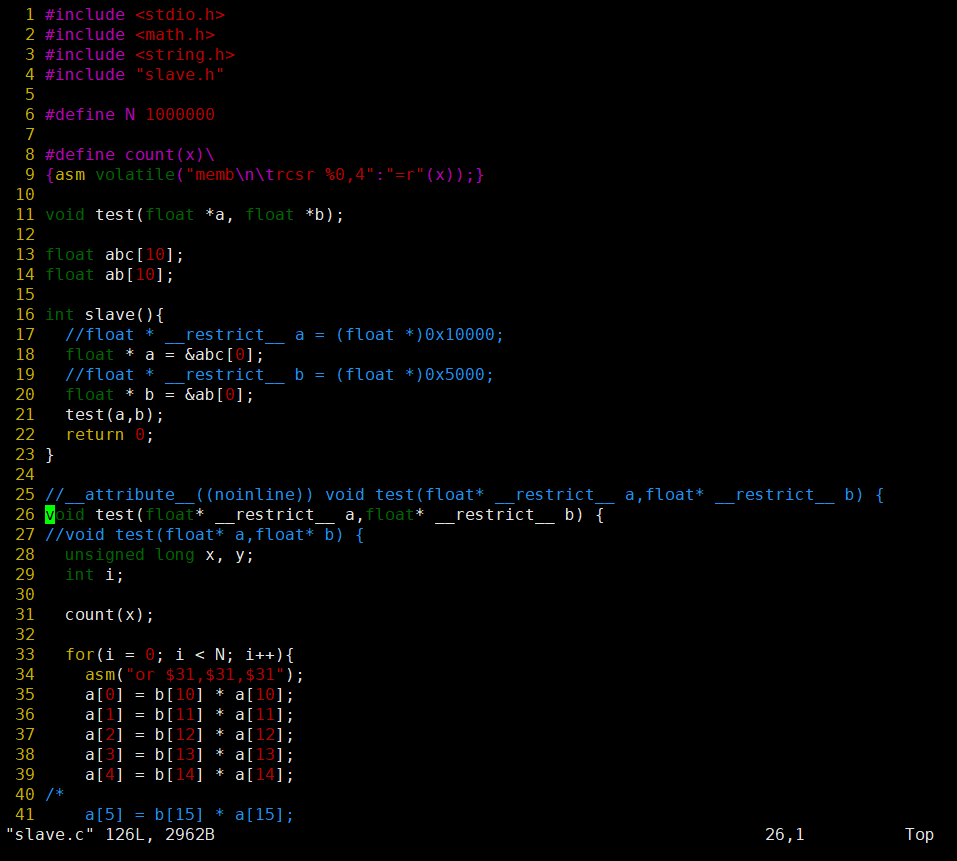 1 #include <stdio.h>
2 #include <math.h>
3 #include <string.h>
4 #include "slave.h"
5
6 #define N 1000000
7
8 #define count(x)\
9 {asm volatile("memb\n\trcsr %0,4":"=r"(x));}
10
11 void test(float *a, float *b);
12
13 float abc[10];
14 float ab[10];
15
16 int slave(){
17   //float * __restrict__ a = (float *)0x10000;
18   float * a = &abc[0];
19   //float * __restrict__ b = (float *)0x5000;
20   float * b = &ab[0];
21   test(a,b);
22   return 0;
23 }
24
25 //__attribute__((noinline)) void test(float* __restrict__ a,float* __restrict__ b) {
26 void test(float* __restrict__ a,float* __restrict__ b) {
27 //void test(float* a,float* b) {
28   unsigned long x, y;
29   int i;
30
31   count(x);
32
33   for(i = 0; i < N; i++){
34     asm("or $31,$31,$31");
35     a[0] = b[10] * a[10];
36     a[1] = b[11] * a[11];
37     a[2] = b[12] * a[12];
38     a[3] = b[13] * a[13];
39     a[4] = b[14] * a[14];
40 /*
41     a[5] = b[15] * a[15];
"slave.c" 126L, 2962B 26,1 Top